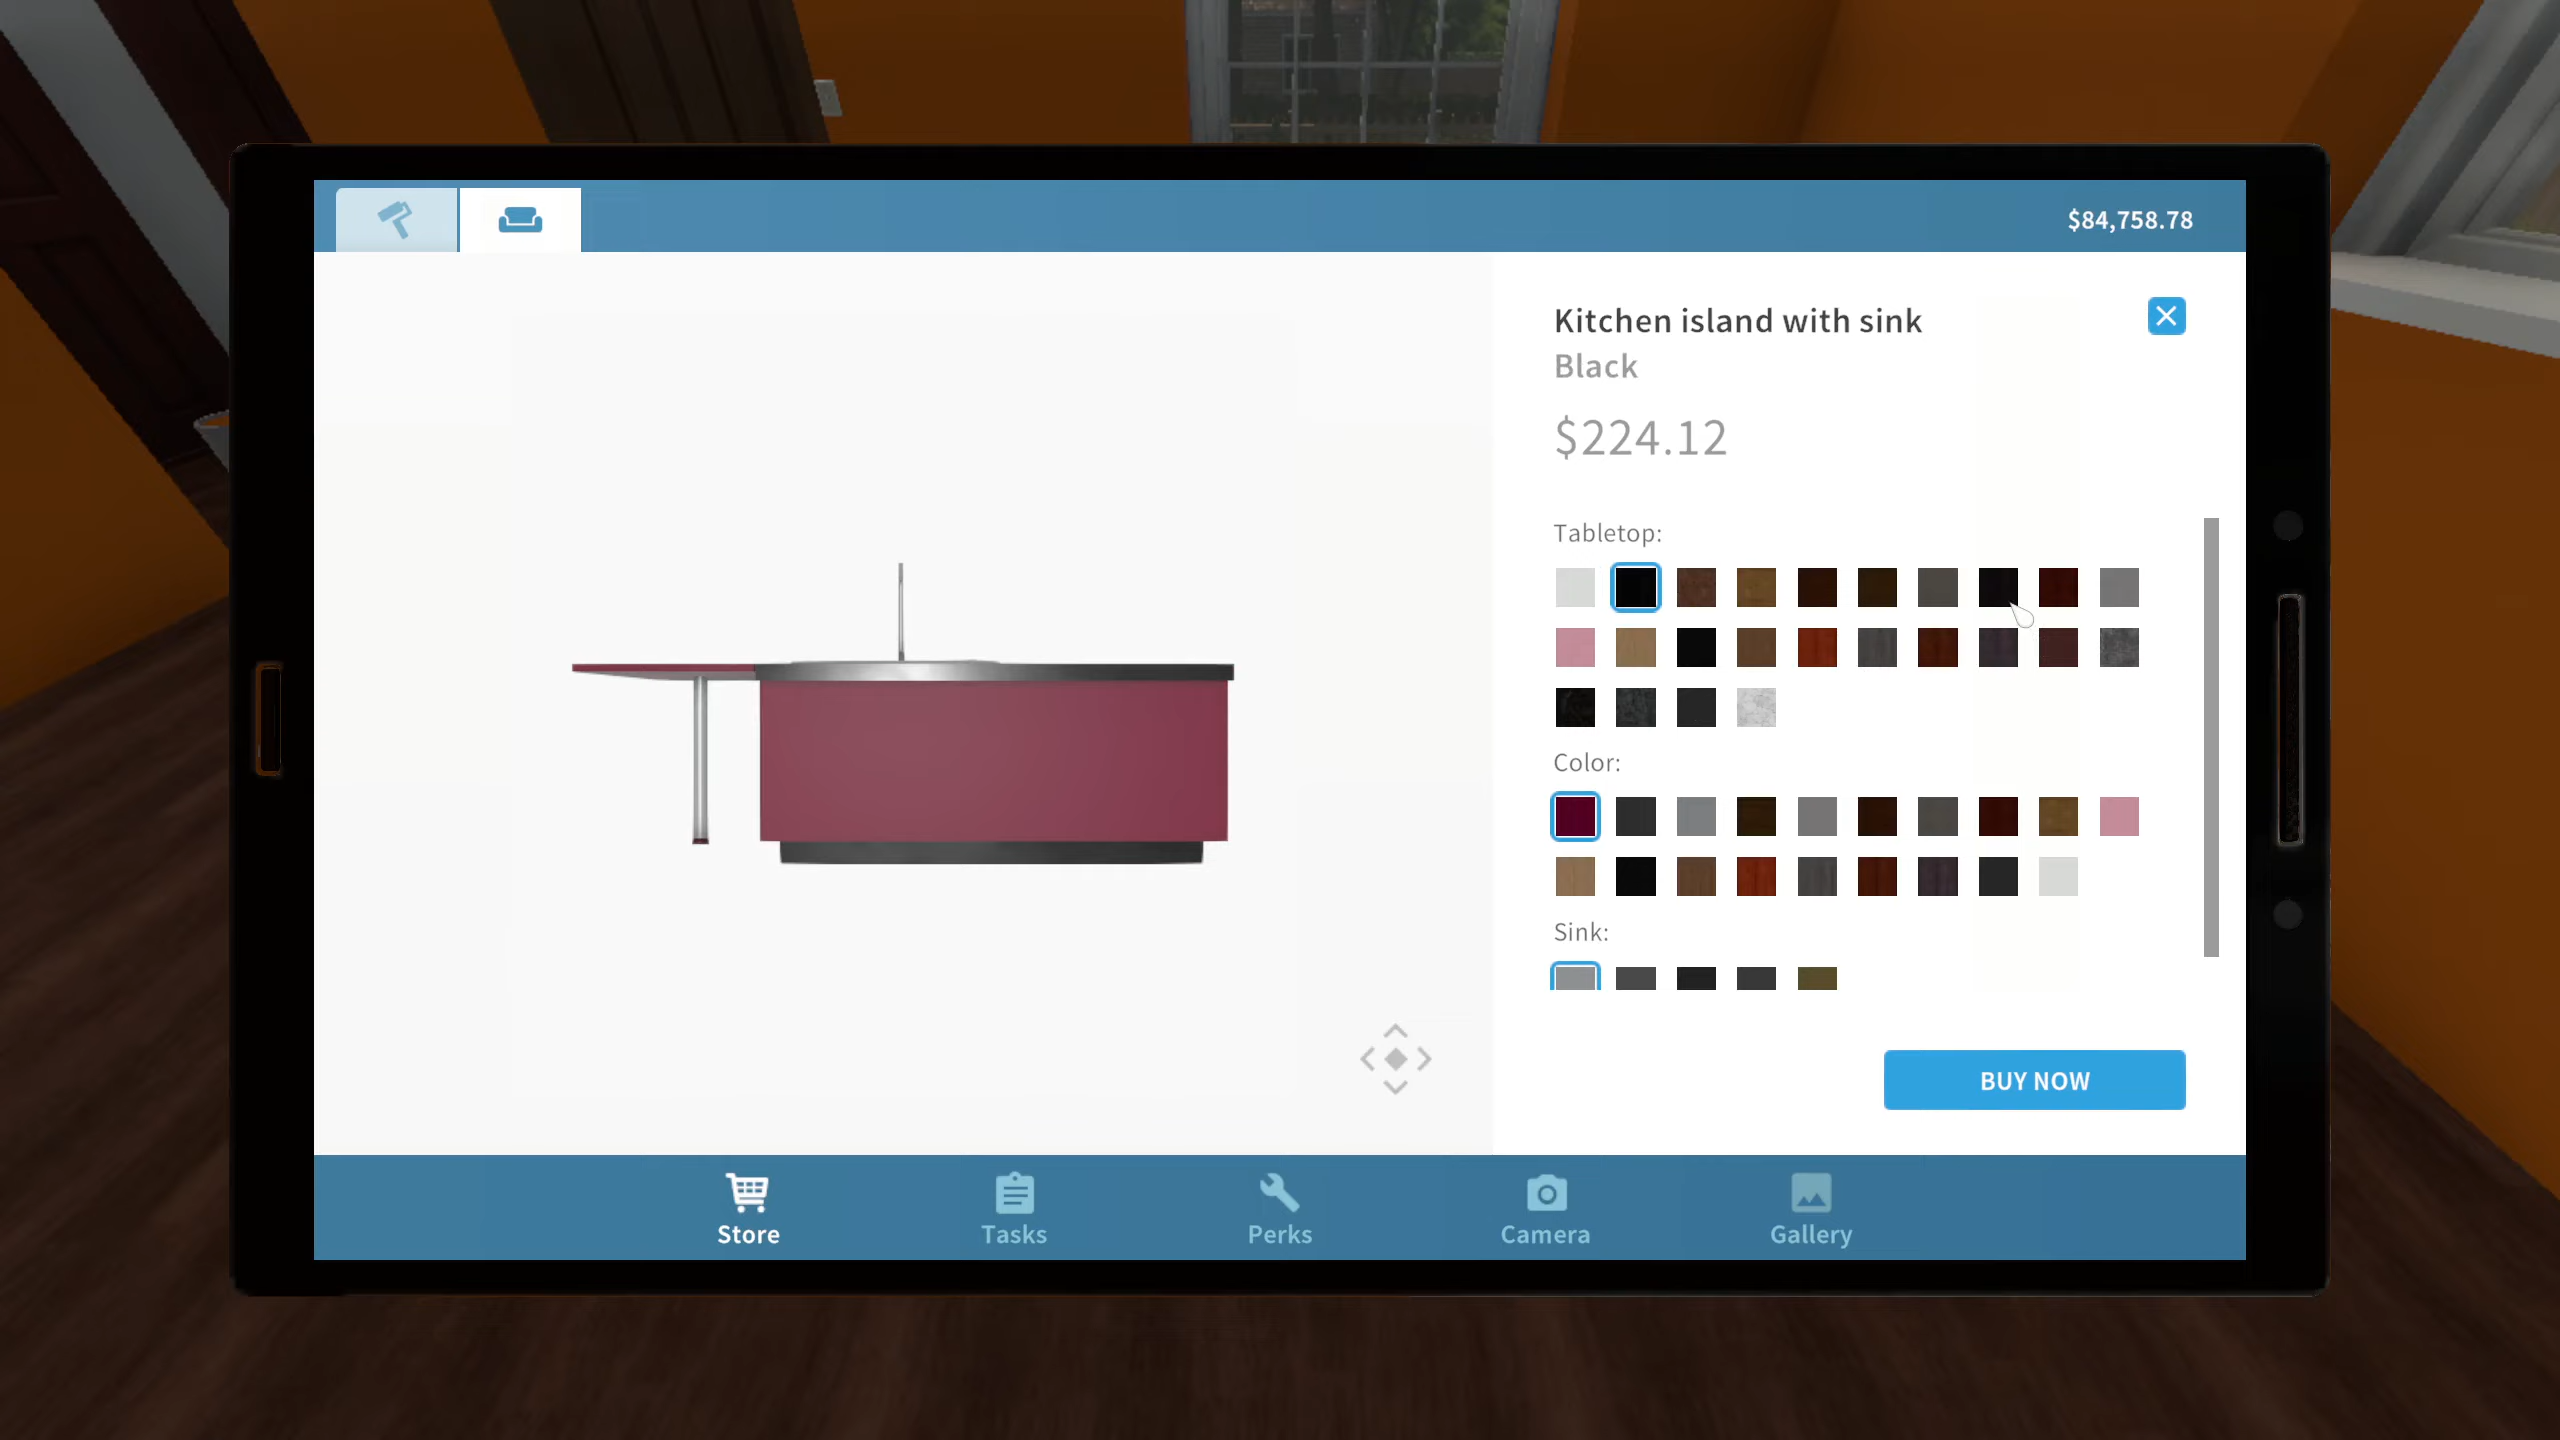 $84,758.78
Kitchen island with sink
Black
$224.12
Tabletop:
Color:
Sink:
BUY NOW
Store
Tasks
Perks
Camera
Gallery